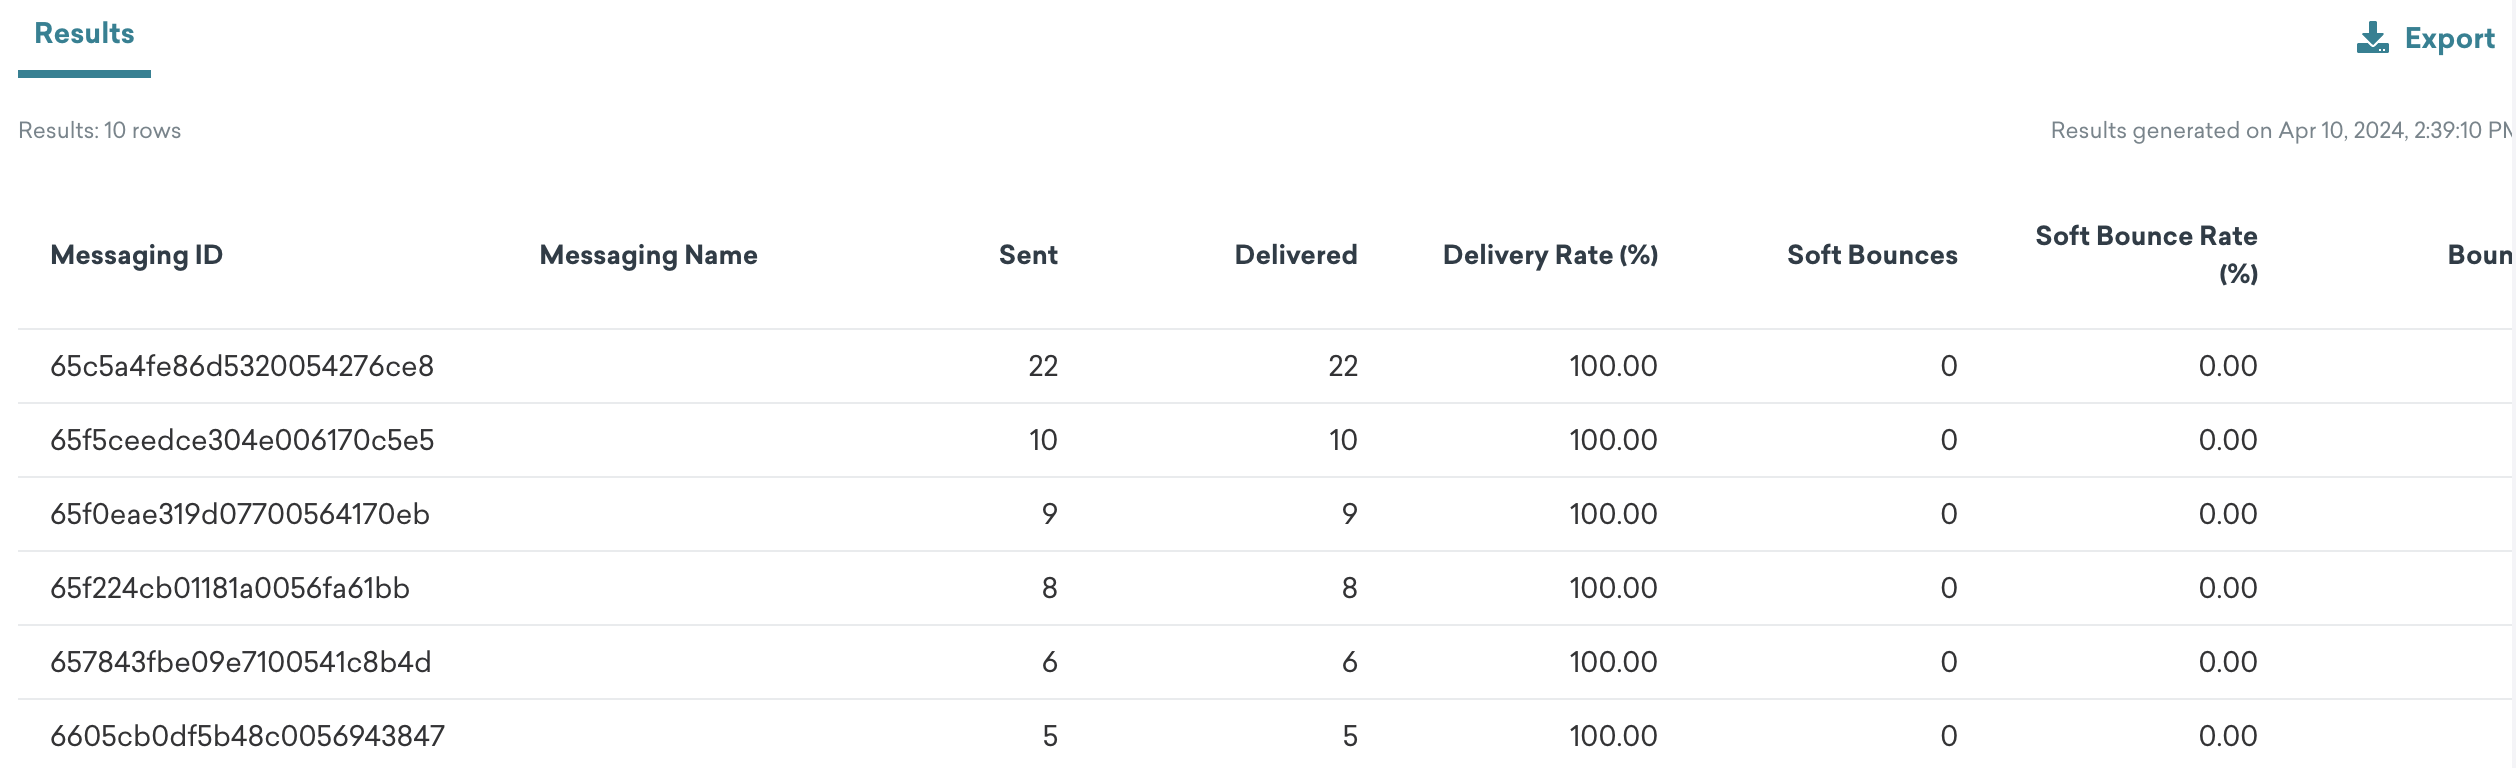 Results
Export
Results: 10 rows
Results generated on Apr 10, 2024, 2:39:10 PM
Messaging ID Messaging Name Sent Delivered Delivery Rate (%) Soft Bounces Soft Bounce Rate (%) Boun
65c5a4fe86d5320054276ce8 22 22 100.00 0 0.00
65f5ceedce304e006170c5e5 10 10 100.00 0 0.00
65f0eae319d07700564170eb 9 9 100.00 0 0.00
65f224cb01181a0056fa61bb 8 8 100.00 0 0.00
657843fbe09e7100541c8b4d 6 6 100.00 0 0.00
6605cb0df5b48c0056943847 5 5 100.00 0 0.00